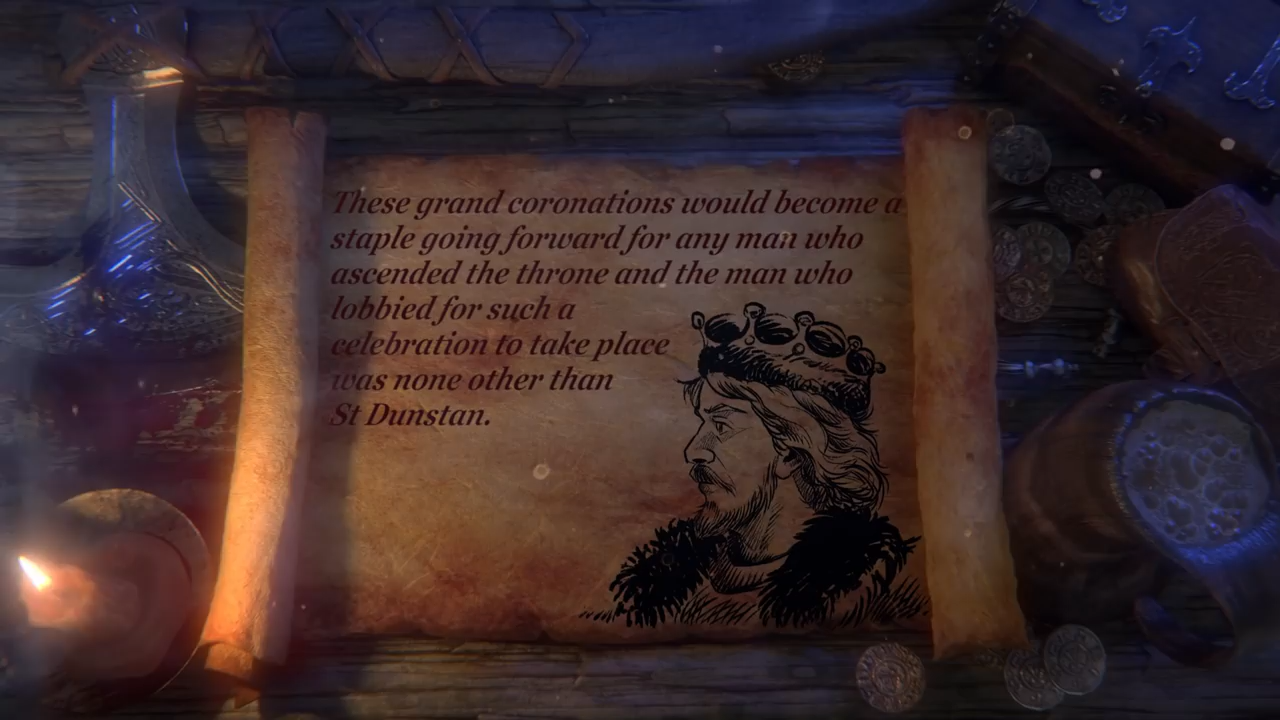 These grand coronations would become a
staple going forward for any man who
ascended the throne and the man who
lobbied for such a
celebration to take place
was none other than
St Dunstan.